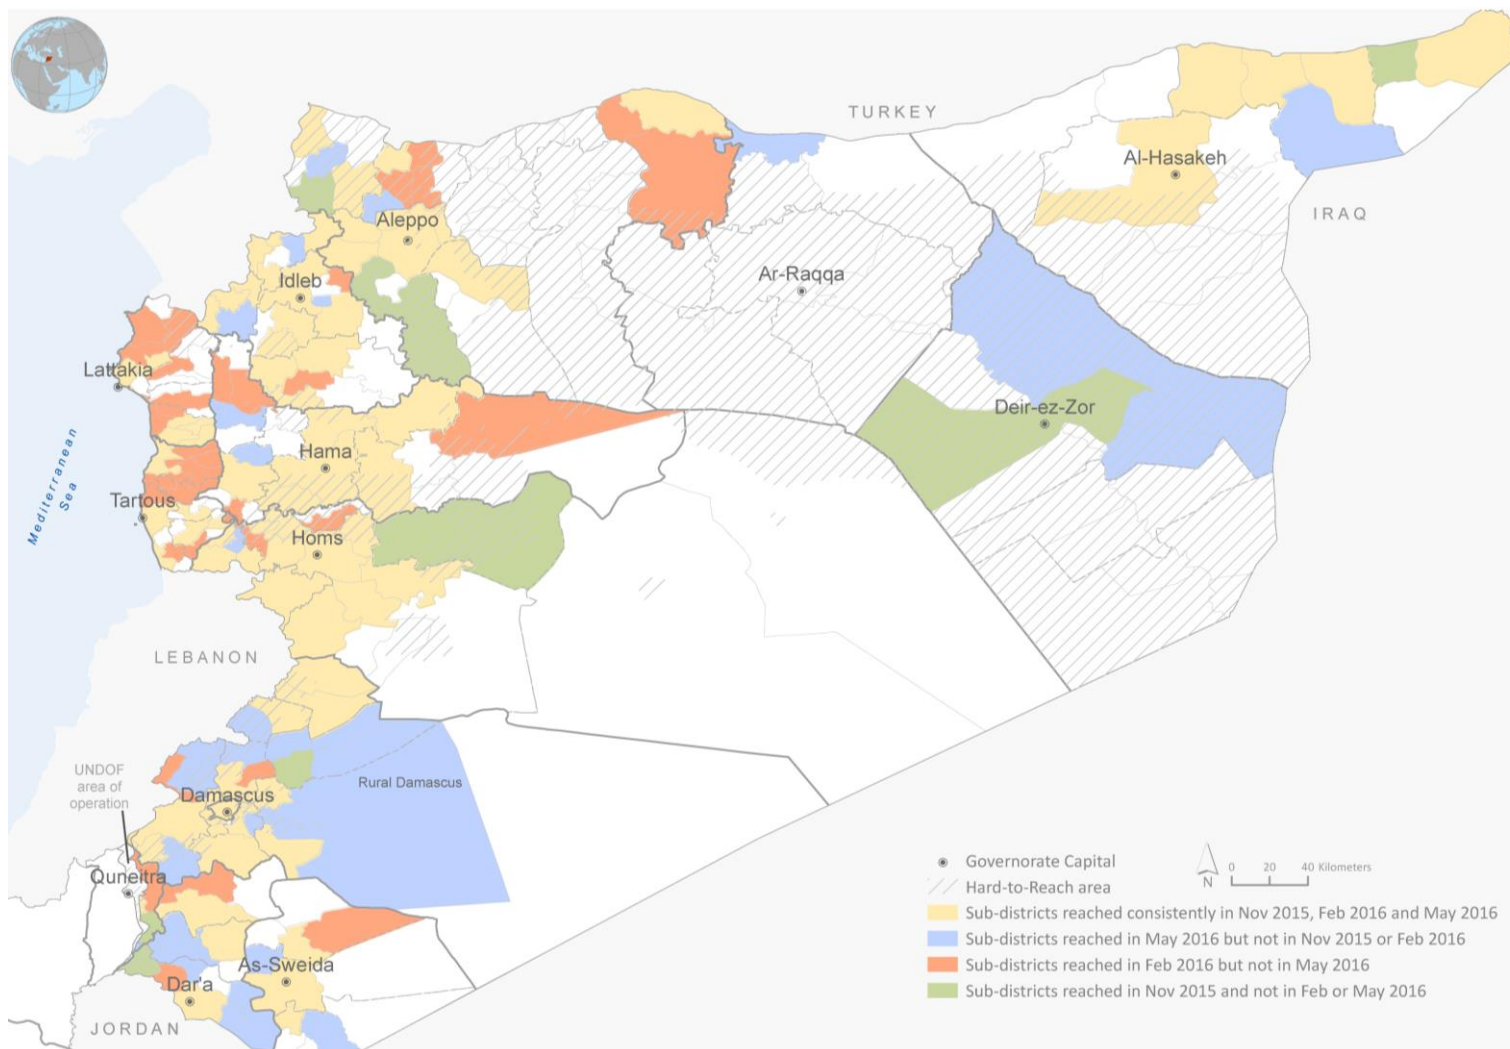 TURKEY
Al-Hasakeh
IRAQ
Aleppo
Idleb
Ar-Raqqa
Lattakia
Deir-ez-Zor
Hama
Mediterranean
Sea
Tartous
Homs
LEBANON
UNDOF
area of
operation
Rural Damascus
Damascus
Quneitra
As-Sweida
Dar'a
JORDAN
Governorate Capital
N
0 20 40 Kilometers
Hard-to-Reach area
Sub-districts reached consistently in Nov 2015, Feb 2016 and May 2016
Sub-districts reached in May 2016 but not in Nov 2015 or Feb 2016
Sub-districts reached in Feb 2016 but not in May 2016
Sub-districts reached in Nov 2015 and not in Feb or May 2016